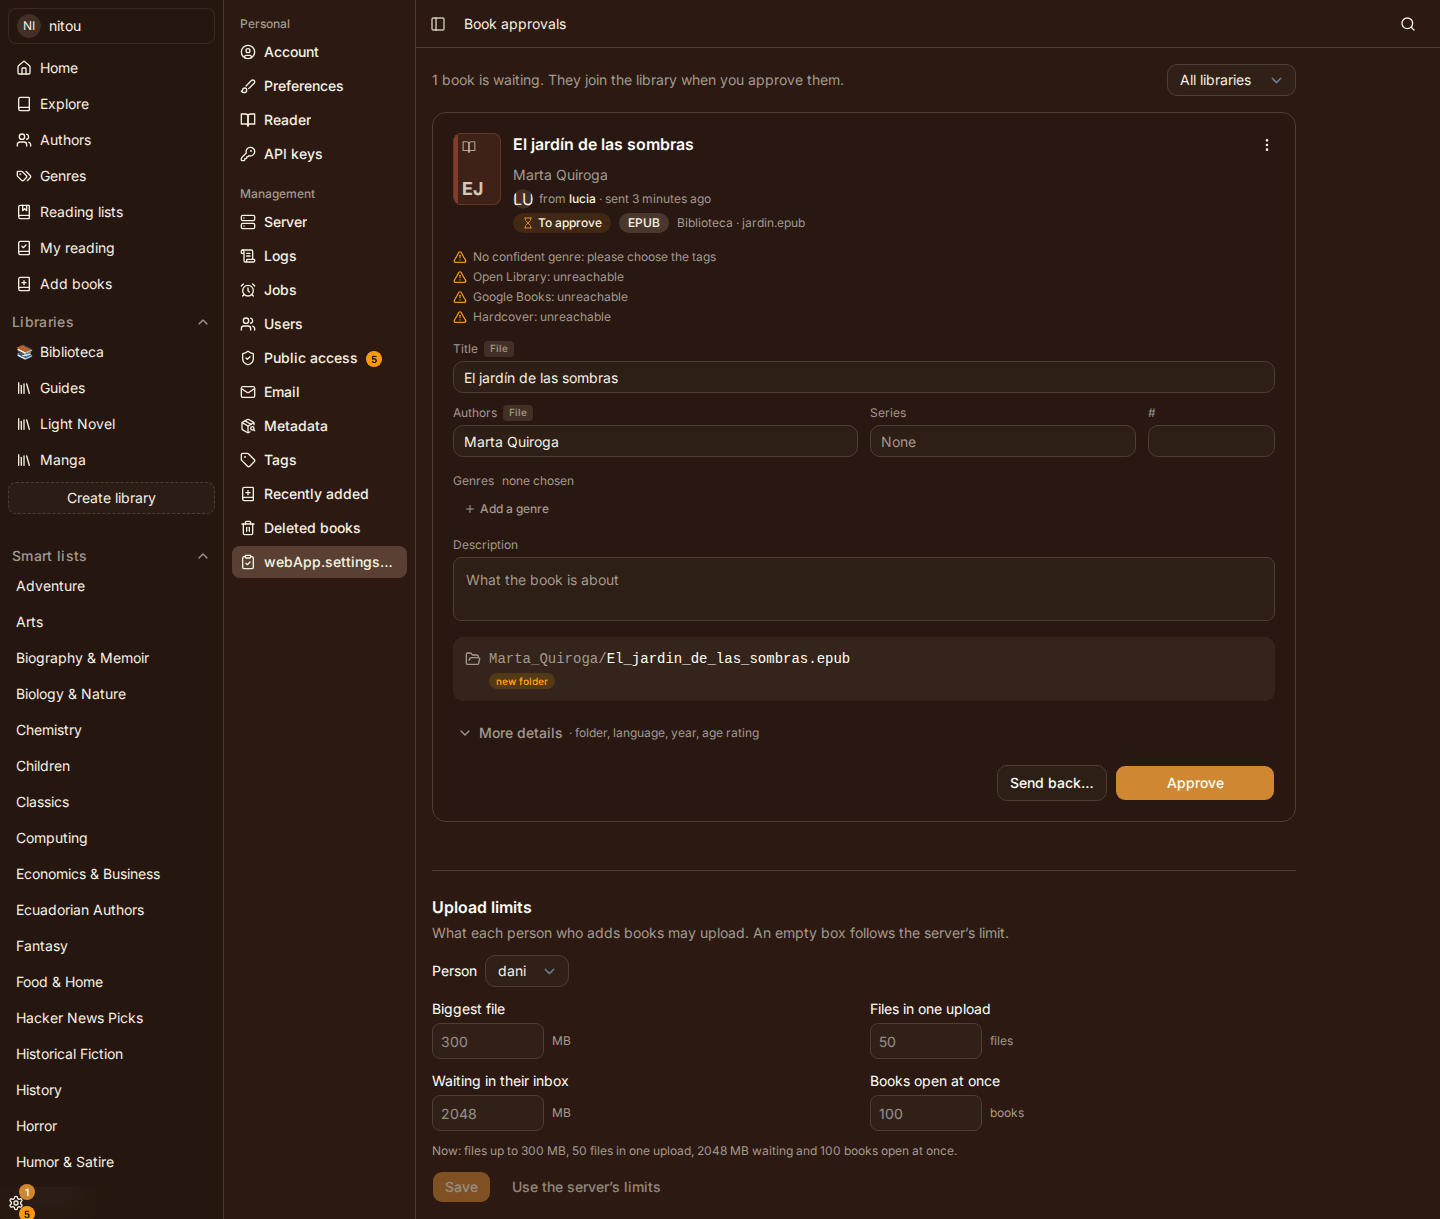 NI nitou
Home
Explore
Authors
Genres
Reading lists
My reading
Add books
Libraries
Biblioteca
Guides
Light Novel
Manga
Create library
Smart lists
Adventure
Arts
Biography & Memoir
Biology & Nature
Chemistry
Children
Classics
Computing
Economics & Business
Ecuadorian Authors
Fantasy
Food & Home
Hacker News Picks
Historical Fiction
History
Horror
Humor & Satire
1
5
Personal
Account
Preferences
Reader
API keys
Management
Server
Logs
Jobs
Users
Public access 5
Email
Metadata
Tags
Recently added
Deleted books
webApp.settings...
Book approvals
1 book is waiting. They join the library when you approve them.
All libraries
EJ
El jardín de las sombras
Marta Quiroga
LU from lucia · sent 3 minutes ago
To approve EPUB Biblioteca · jardin.epub
No confident genre: please choose the tags
Open Library: unreachable
Google Books: unreachable
Hardcover: unreachable
Title File
El jardín de las sombras
Authors File Series #
Marta Quiroga None
Genres none chosen
+ Add a genre
Description
What the book is about
Marta_Quiroga/El_jardin_de_las_sombras.epub
new folder
More details · folder, language, year, age rating
Send back... Approve
Upload limits
What each person who adds books may upload. An empty box follows the server’s limit.
Person dani
Biggest file Files in one upload
300 MB 50 files
Waiting in their inbox Books open at once
2048 MB 100 books
Now: files up to 300 MB, 50 files in one upload, 2048 MB waiting and 100 books open at once.
Save Use the server’s limits